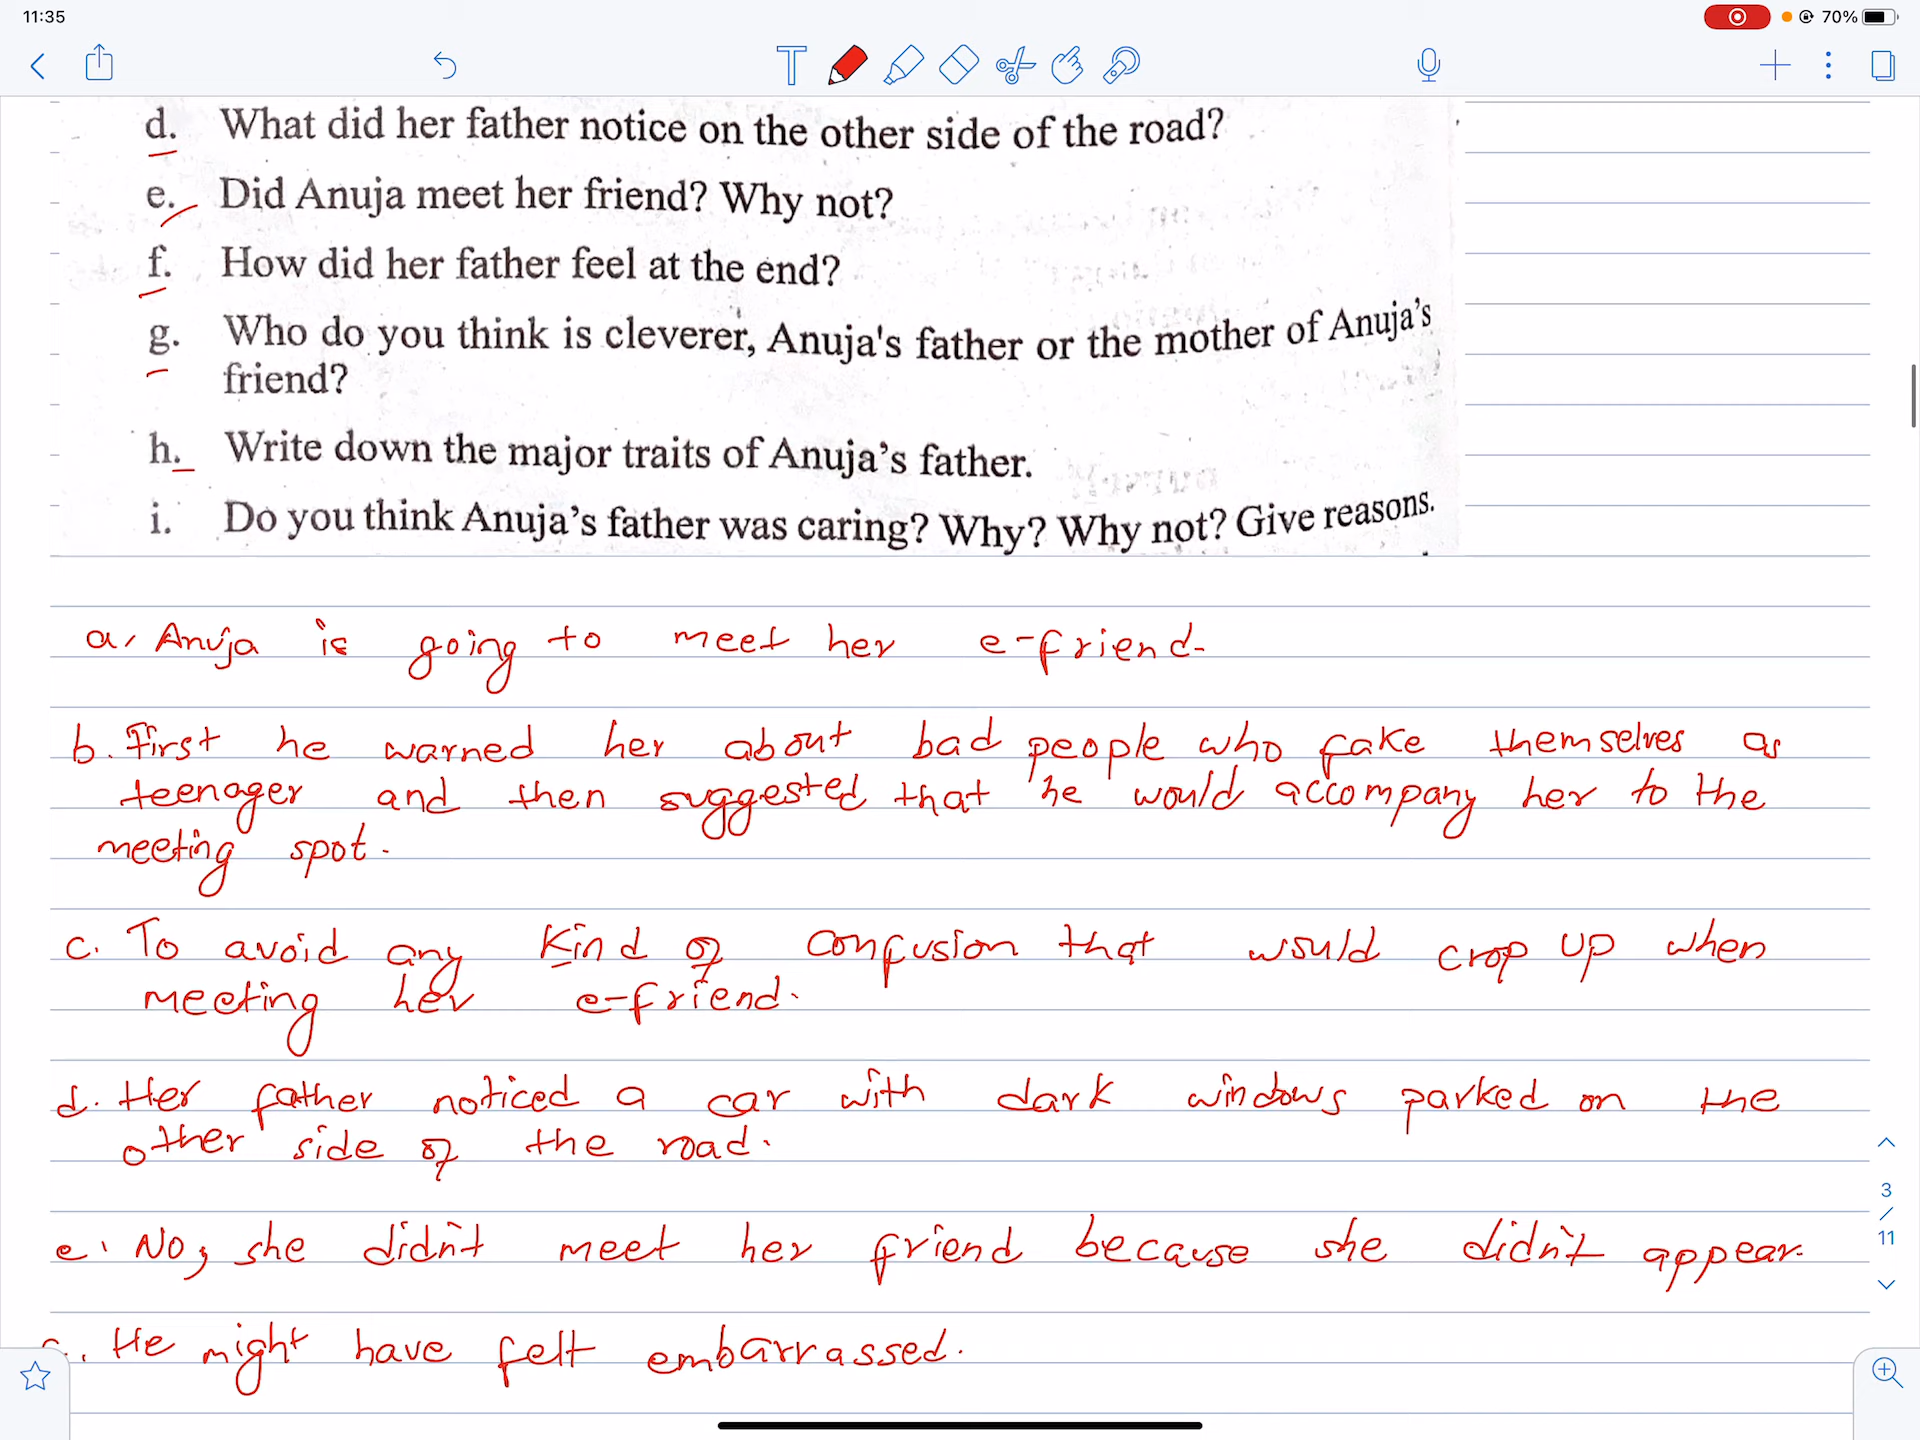 11:35
70%
d. What did her father notice on the other side of the road?
e. Did Anuja meet her friend? Why not?
f. How did her father feel at the end?
g. Who do you think is cleverer, Anuja's father or the mother of Anuja's
friend?
h. Write down the major traits of Anuja's father.
i. Do you think Anuja's father was caring? Why? Why not? Give reasons.
a, Anuja is going to meet her e-friend.
b. First he warned her about bad people who fake themselves as
teenager and then suggested that he would accompany her to the
meeting spot.
c. To avoid any kind of confusion that would crop up when
meeting her e-friend.
d. Her father noticed a car with dark windows parked on the
other side of the road.
e. No, she didn't meet her friend because she didn't appear.
He might have felt embarrassed.
3
/
11